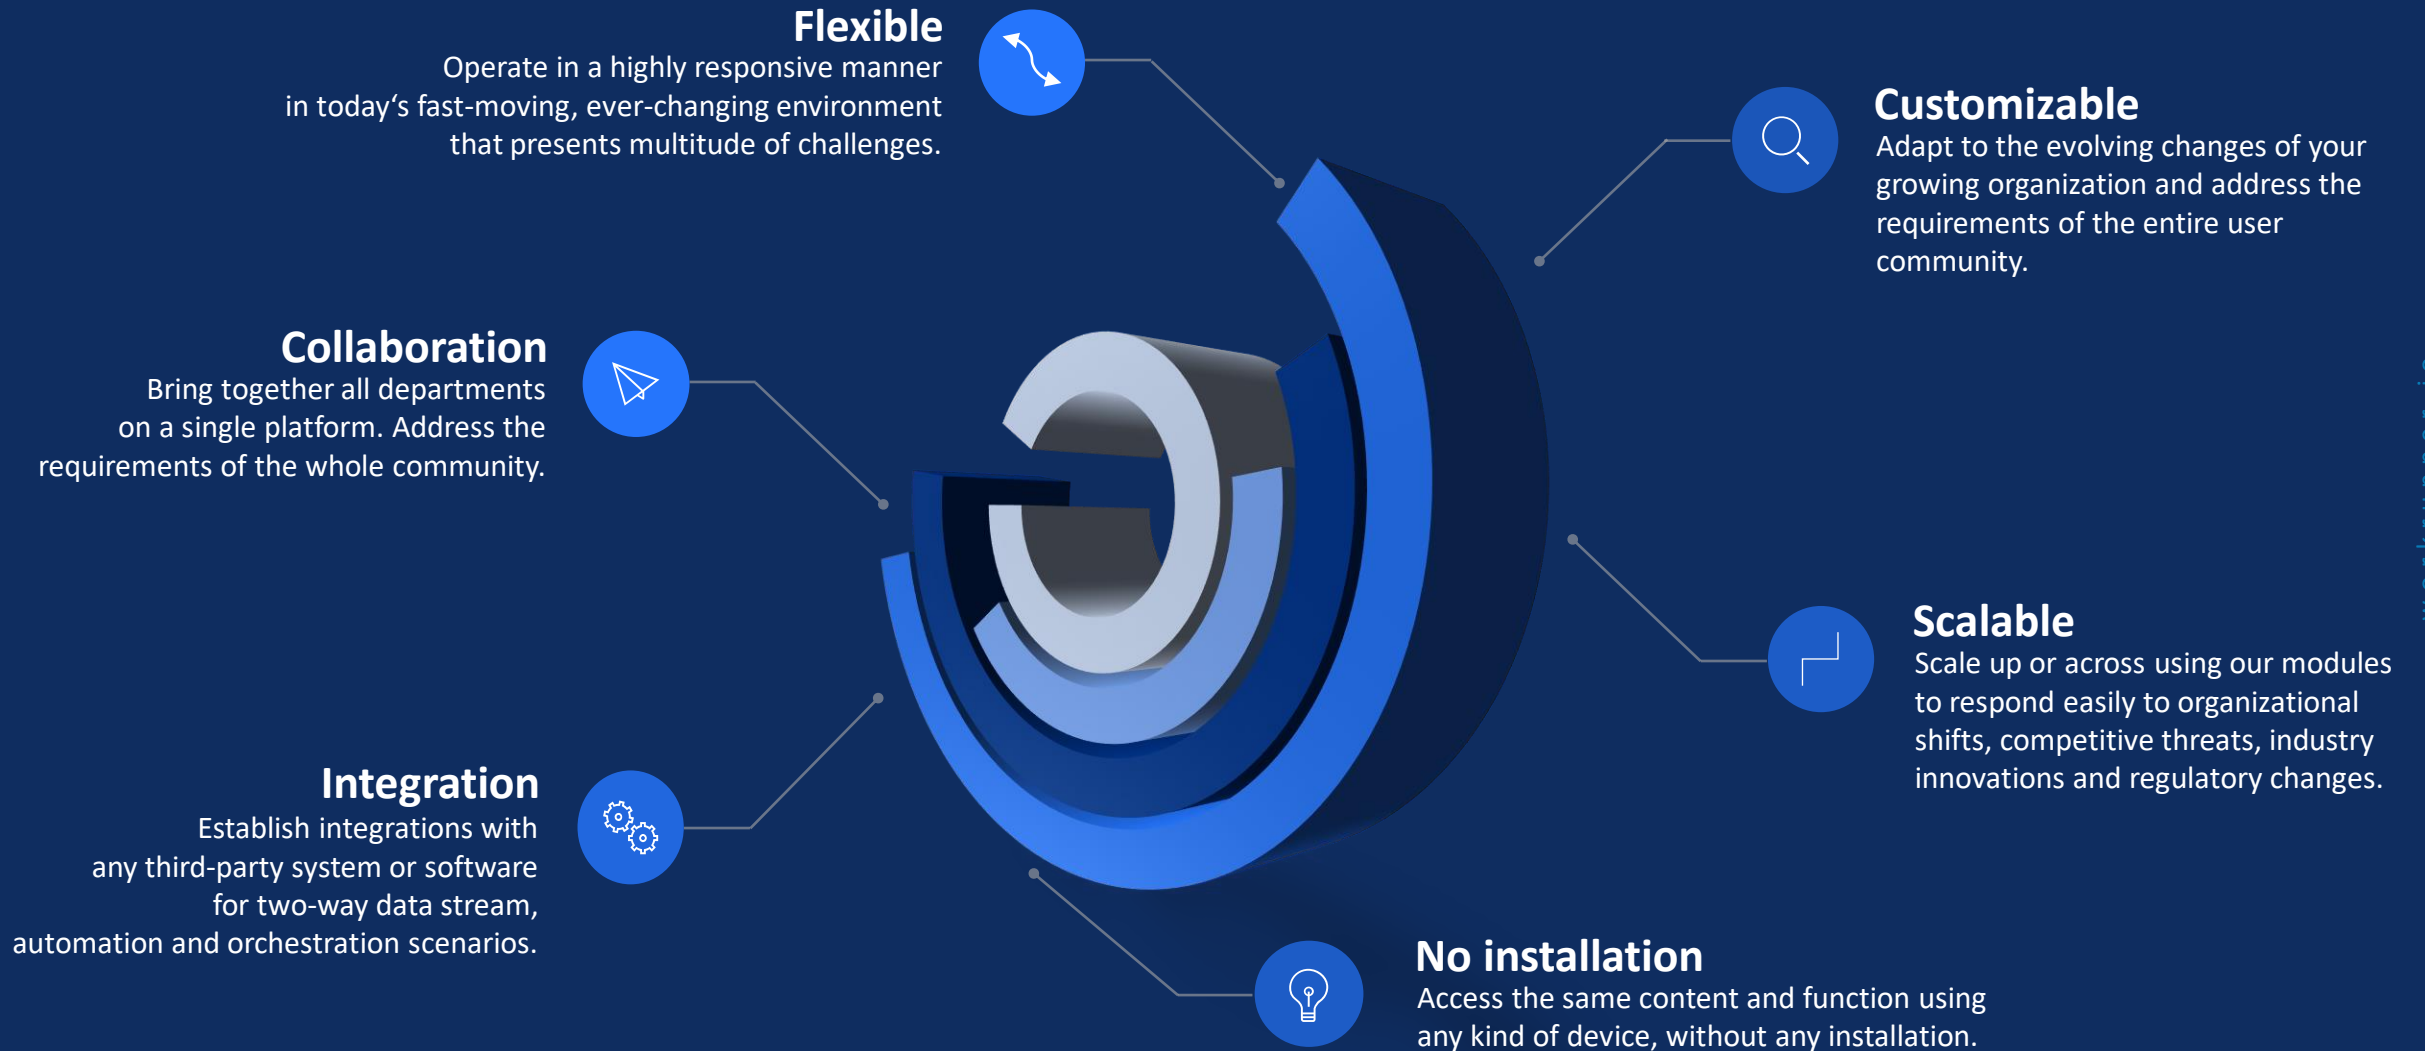 Flexible
Operate in a highly responsive manner
in today‘s fast-moving, ever-changing environment
that presents multitude of challenges.
Customizable
Adapt to the evolving changes of your
growing organization and address the
requirements of the entire user
community.
Collaboration
Bring together all departments
on a single platform. Address the
requirements of the whole community.
Scalable
Scale up or across using our modules
to respond easily to organizational
shifts, competitive threats, industry
innovations and regulatory changes.
Integration
Establish integrations with
any third-party system or software
for two-way data stream,
automation and orchestration scenarios.
No installation
Access the same content and function using
any kind of device, without any installation.